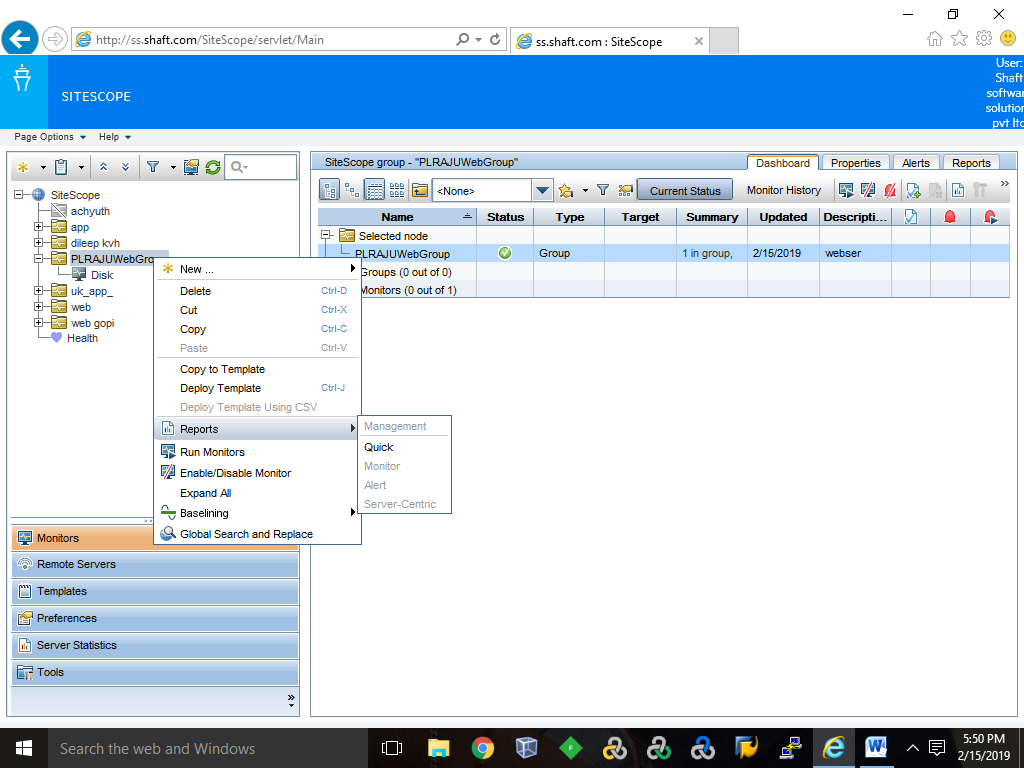 http://ss.shaft.com/SiteScope/servlet/Main
ss.shaft.com : SiteScope
SITESCOPE
User:
Shaft
software
solution
pvt ltd
Page Options
Help
SiteScope
achyuth
app
dileep kvh
PLRAJUWebGrou
Disk
uk_app_
web
web gopi
Health
New ...
Delete Ctrl-D
Cut Ctrl-X
Copy Ctrl-C
Paste Ctrl-V
Copy to Template
Deploy Template Ctrl-J
Deploy Template Using CSV
Reports
Run Monitors
Enable/Disable Monitor
Expand All
Baselining
Global Search and Replace
Management
Quick
Monitor
Alert
Server-Centric
Monitors
Remote Servers
Templates
Preferences
Server Statistics
Tools
SiteScope group - "PLRAJUWebGroup"
Dashboard Properties Alerts Reports
<None> Current Status Monitor History
Name Status Type Target Summary Updated Descripti...
Selected node
PLRAJUWebGroup Group 1 in group, 2/15/2019 webser
Groups (0 out of 0)
Monitors (0 out of 1)
Search the web and Windows
5:50 PM
2/15/2019